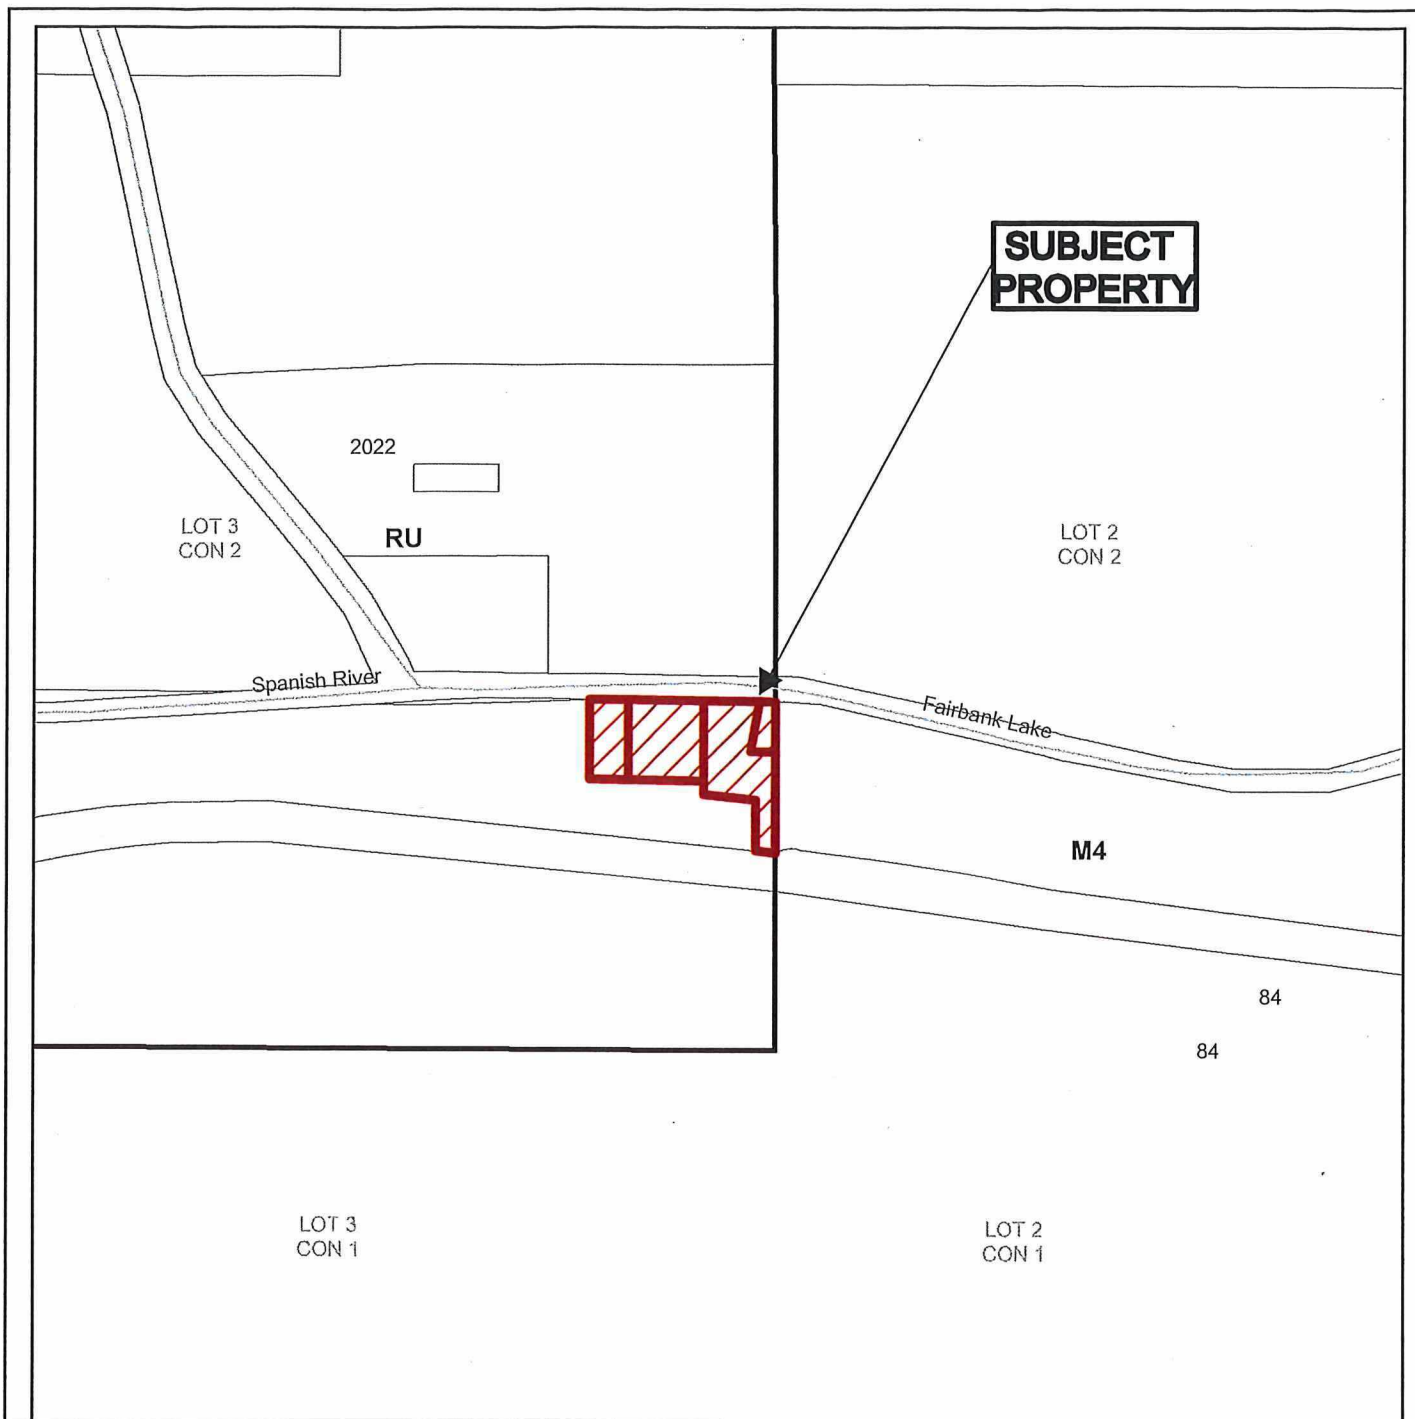 SUBJECT
PROPERTY
2022
LOT 3
CON 2
RU
LOT 2
CON 2
Spanish River
Fairbank Lake
M4
84
84
LOT 3
CON 1
LOT 2
CON 1